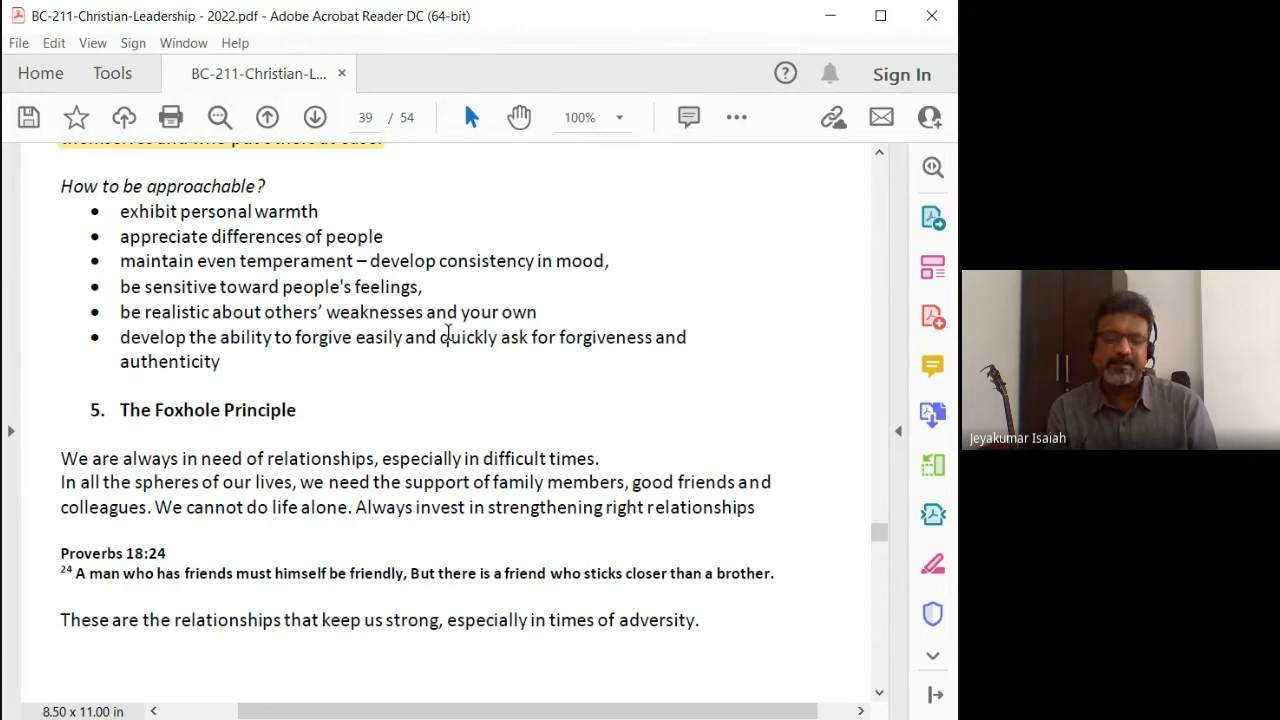 BC-211-Christian-Leadership - 2022.pdf - Adobe Acrobat Reader DC (64-bit)
File Edit View Sign Window Help
Home Tools BC-211-Christian-L... × Sign In
39 / 54 100%
How to be approachable?
• exhibit personal warmth
• appreciate differences of people
• maintain even temperament – develop consistency in mood,
• be sensitive toward people's feelings,
• be realistic about others’ weaknesses and your own
• develop the ability to forgive easily and quickly ask for forgiveness and
authenticity
5. The Foxhole Principle
We are always in need of relationships, especially in difficult times.
In all the spheres of our lives, we need the support of family members, good friends and
colleagues. We cannot do life alone. Always invest in strengthening right relationships
Proverbs 18:24
24 A man who has friends must himself be friendly, But there is a friend who sticks closer than a brother.
These are the relationships that keep us strong, especially in times of adversity.
8.50 x 11.00 in
Jeyakumar Isaiah